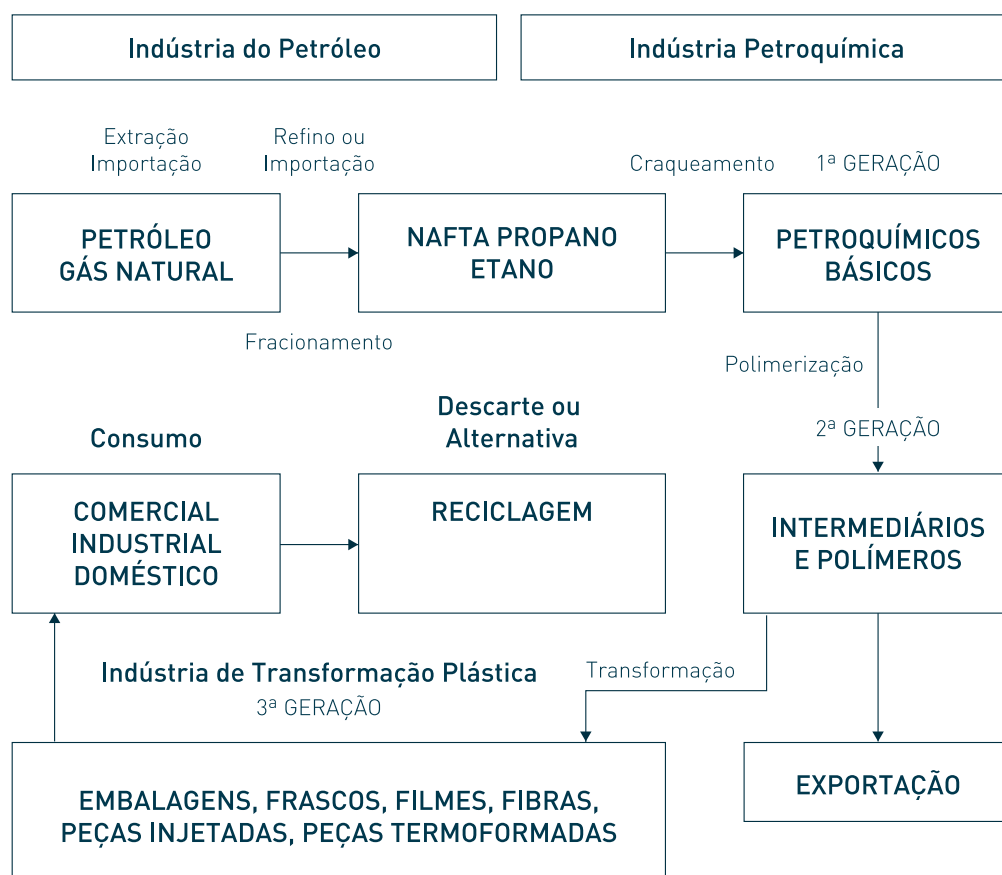 Indústria do Petróleo
Indústria Petroquímica
Extração
Importação
Refino ou
Importação
Craqueamento
1ª GERAÇÃO
PETRÓLEO
GÁS NATURAL
NAFTA PROPANO
ETANO
PETROQUÍMICOS
BÁSICOS
Fracionamento
Polimerização
Consumo
Descarte ou
Alternativa
2ª GERAÇÃO
COMERCIAL
INDUSTRIAL
DOMÉSTICO
RECICLAGEM
INTERMEDIÁRIOS
E POLÍMEROS
Indústria de Transformação Plástica
3ª GERAÇÃO
Transformação
EMBALAGENS, FRASCOS, FILMES, FIBRAS,
PEÇAS INJETADAS, PEÇAS TERMOFORMADAS
EXPORTAÇÃO